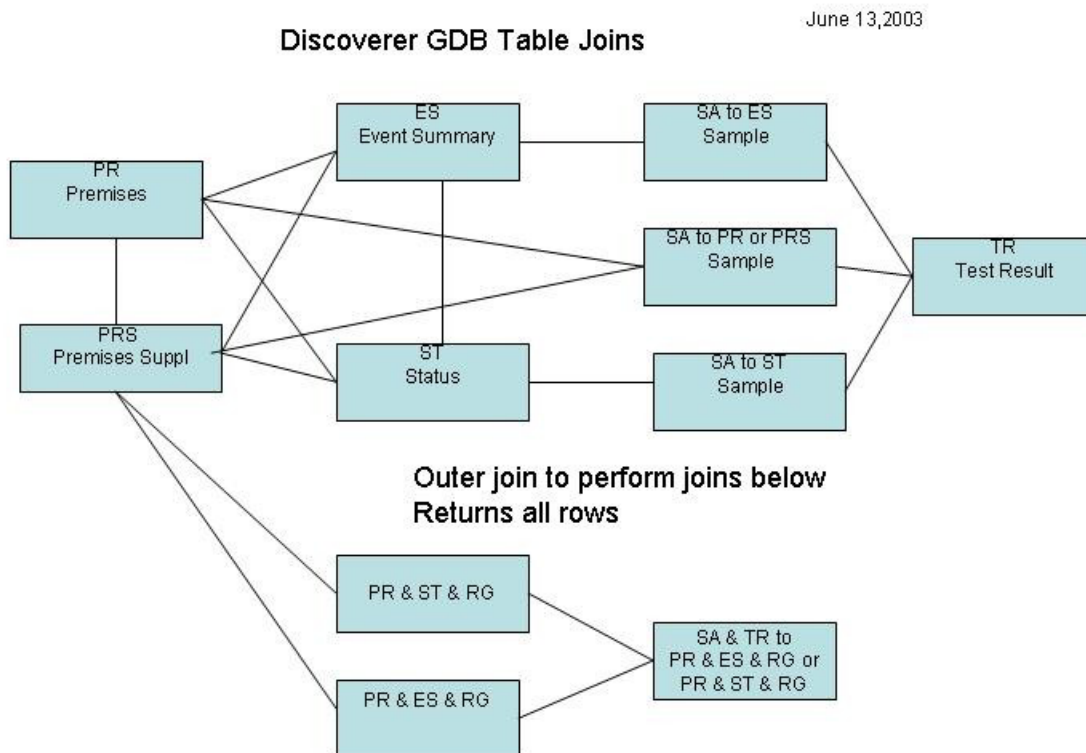 June 13,2003
Discoverer GDB Table Joins
PR
Premises
ES
Event Summary
SA to ES
Sample
SA to PR or PRS
Sample
TR
Test Result
PRS
Premises Suppl
ST
Status
SA to ST
Sample
Outer join to perform joins below
Returns all rows
PR & ST & RG
SA & TR to
PR & ES & RG or
PR & ST & RG
PR & ES & RG